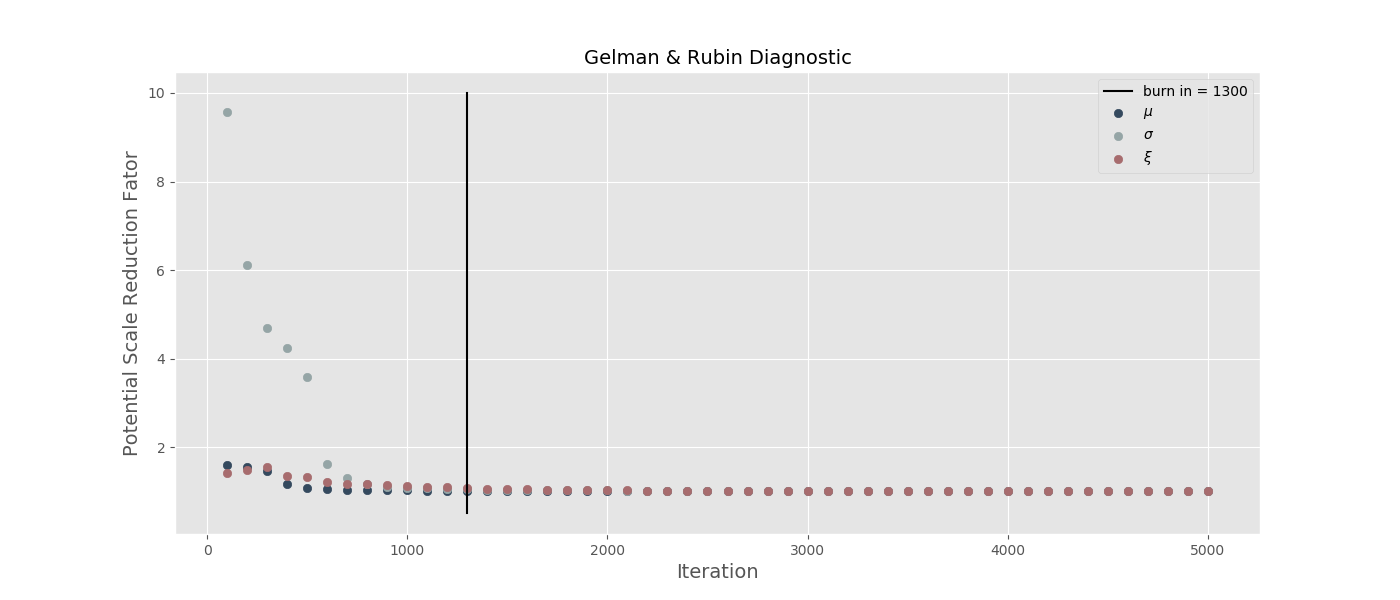 Gelman & Rubin Diagnostic
burn in = 1300
μ
σ
ξ
Potential Scale Reduction Fator
10
8
6
4
2
0 1000 2000 3000 4000 5000
Iteration